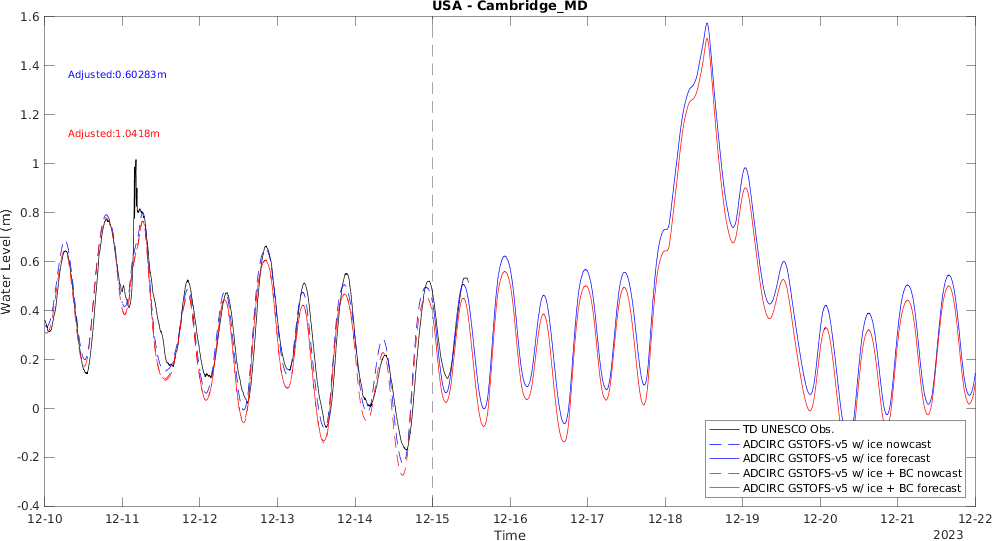 USA - Cambridge_MD
1.6
1.4
1.2
1
0.8
0.6
0.4
0.2
0
-0.2
-0.4
Water Level (m)
Adjusted:0.60283m
Adjusted:1.0418m
TD UNESCO Obs.
ADCIRC GSTOFS-v5 w/ ice nowcast
ADCIRC GSTOFS-v5 w/ ice forecast
ADCIRC GSTOFS-v5 w/ ice + BC nowcast
ADCIRC GSTOFS-v5 w/ ice + BC forecast
12-10 12-11 12-12 12-13 12-14 12-15 12-16 12-17 12-18 12-19 12-20 12-21 12-22
Time
2023